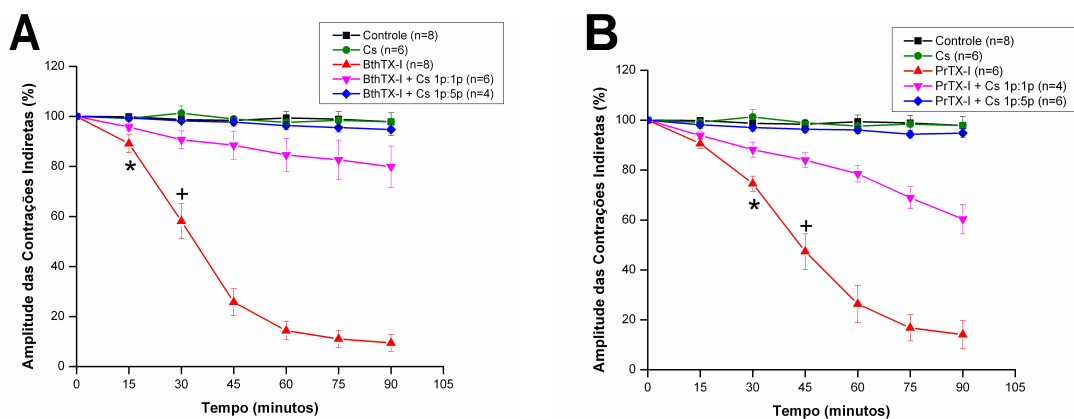 A
Controle (n=8)
Cs (n=6)
BthTX-I (n=8)
BthTX-I + Cs 1p:1p (n=6)
BthTX-I + Cs 1p:5p (n=4)
Amplitude das Contrações Indiretas (%)
120
100
80
60
40
20
0
*
+
0 15 30 45 60 75 90 105
Tempo (minutos)
B
Controle (n=8)
Cs (n=6)
PrTX-I (n=6)
PrTX-I + Cs 1p:1p (n=4)
PrTX-I + Cs 1p:5p (n=6)
Amplitude das Contrações Indiretas (%)
120
100
80
60
40
20
0
*
+
0 15 30 45 60 75 90 105
Tempo (minutos)